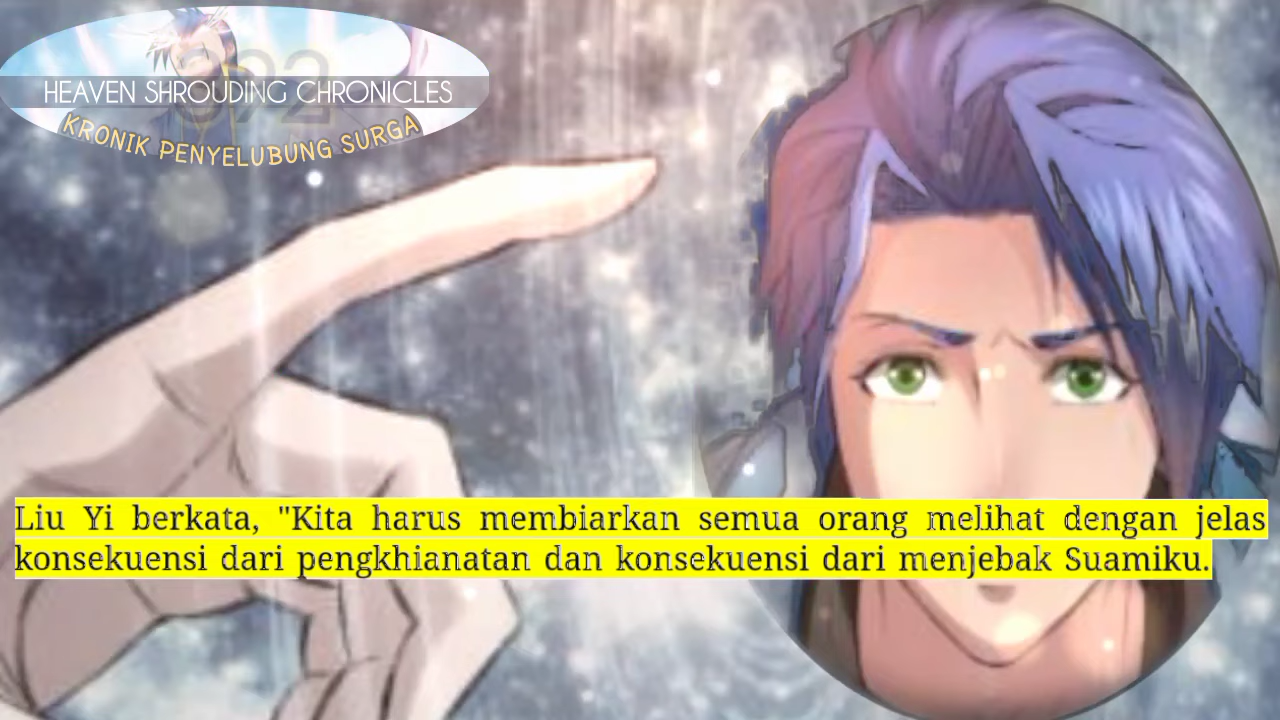 092
HEAVEN SHROUDING CHRONICLES
KRONIK PENYELUBUNG SURGA
Liu Yi berkata, "Kita harus membiarkan semua orang melihat dengan jelas
konsekuensi dari pengkhianatan dan konsekuensi dari menjebak Suamiku.